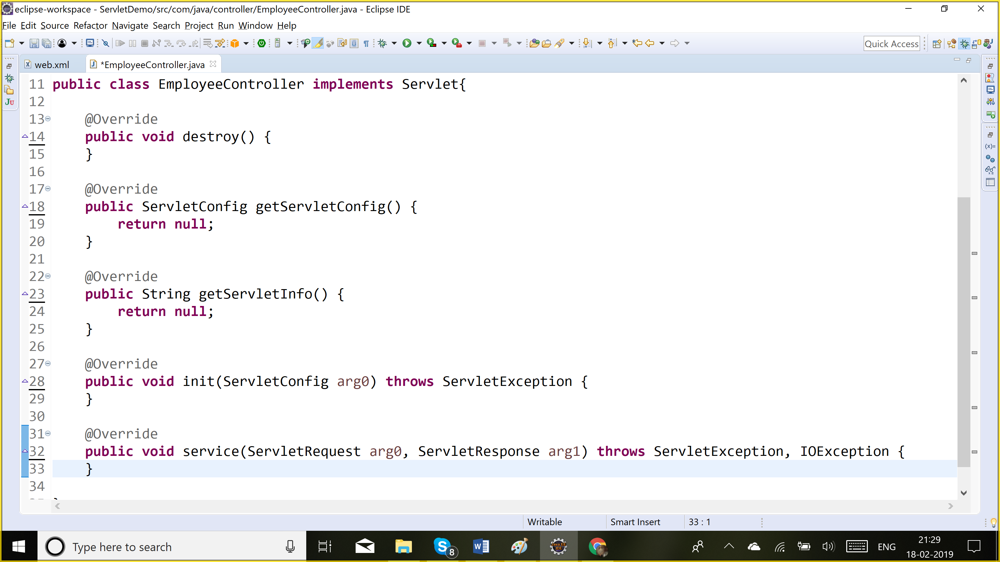 eclipse-workspace - ServletDemo/src/com/java/controller/EmployeeController.java - Eclipse IDE
File Edit Source Refactor Navigate Search Project Run Window Help
Quick Access
web.xml
*EmployeeController.java
11 public class EmployeeController implements Servlet{
12
13 @Override
14 public void destroy() {
15 }
16
17 @Override
18 public ServletConfig getServletConfig() {
19 return null;
20 }
21
22 @Override
23 public String getServletInfo() {
24 return null;
25 }
26
27 @Override
28 public void init(ServletConfig arg0) throws ServletException {
29 }
30
31 @Override
32 public void service(ServletRequest arg0, ServletResponse arg1) throws ServletException, IOException {
33 }
34
Writable
Smart Insert
33 : 1
Type here to search
8
Java EE
IDE
ENG
21:29
18-02-2019